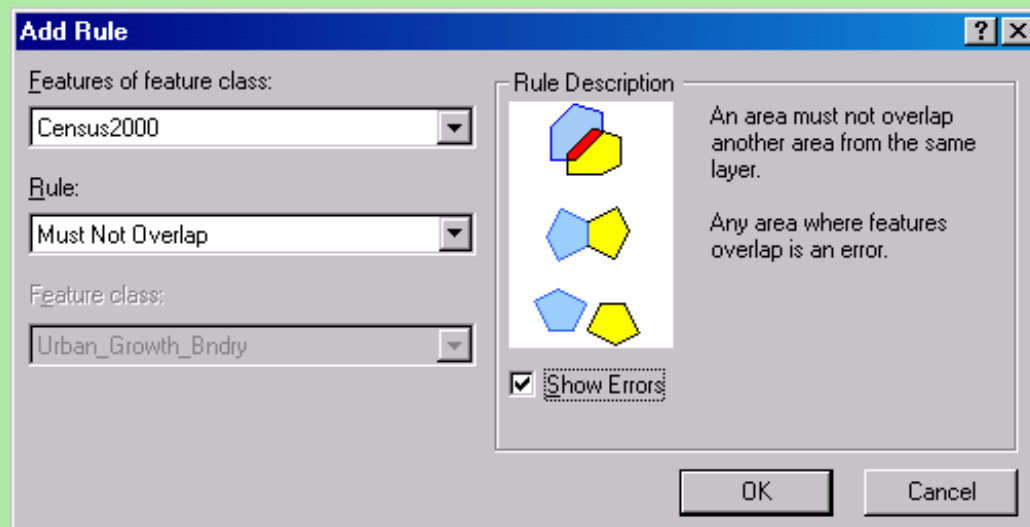 Add Rule
Features of feature class:
Census2000
Rule:
Must Not Overlap
Feature class:
Urban_Growth_Bndry
Rule Description
An area must not overlap
another area from the same
layer.
Any area where features
overlap is an error.
Show Errors
OK
Cancel